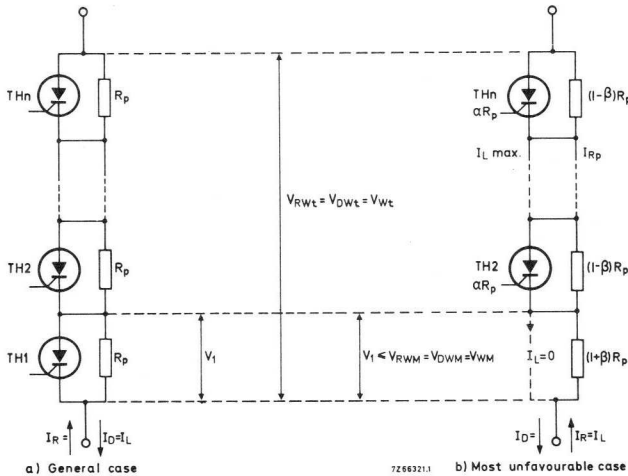 THn
Rp
TH2
Rp
TH1
Rp
V1
VRWt = VDWt = VWt
V1 ≤ VRWM = VDWM = VWM
THn
αRp
(1-β)Rp
IL max.
IRp
TH2
αRp
(1-β)Rp
IL=0
(1+β)Rp
IR=
ID=IL
ID=
IR=IL
a) General case
7Z66321.1
b) Most unfavourable case